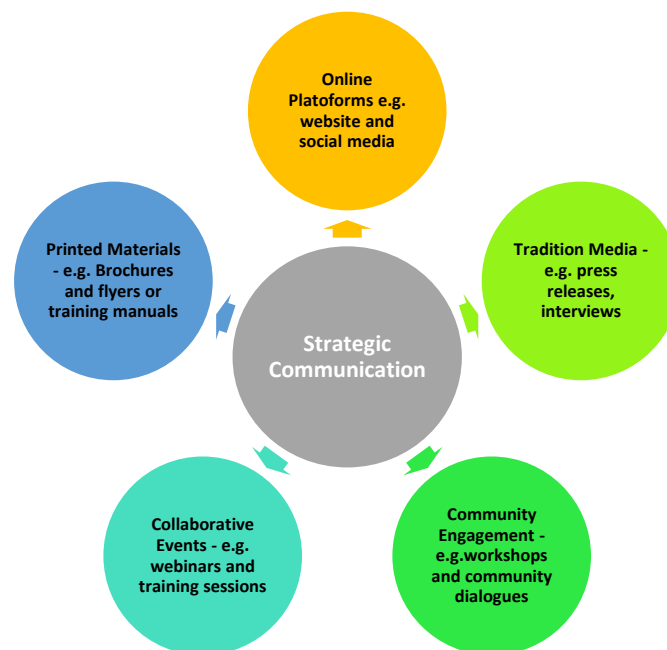 Online
Platoforms e.g.
website and
social media
Tradition Media -
e.g. press
releases,
interviews
Community
Engagement -
e.g.workshops
and community
dialogues
Collaborative
Events - e.g.
webinars and
training sessions
Printed Materials
- e.g. Brochures
and flyers or
training manuals
Strategic
Communication